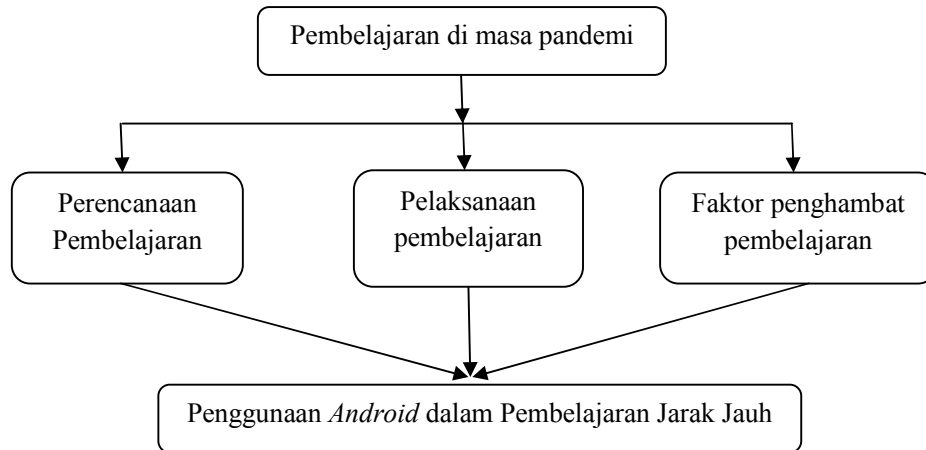 Pembelajaran di masa pandemi
Perencanaan
Pembelajaran
Pelaksanaan
pembelajaran
Faktor penghambat
pembelajaran
Penggunaan Android dalam Pembelajaran Jarak Jauh